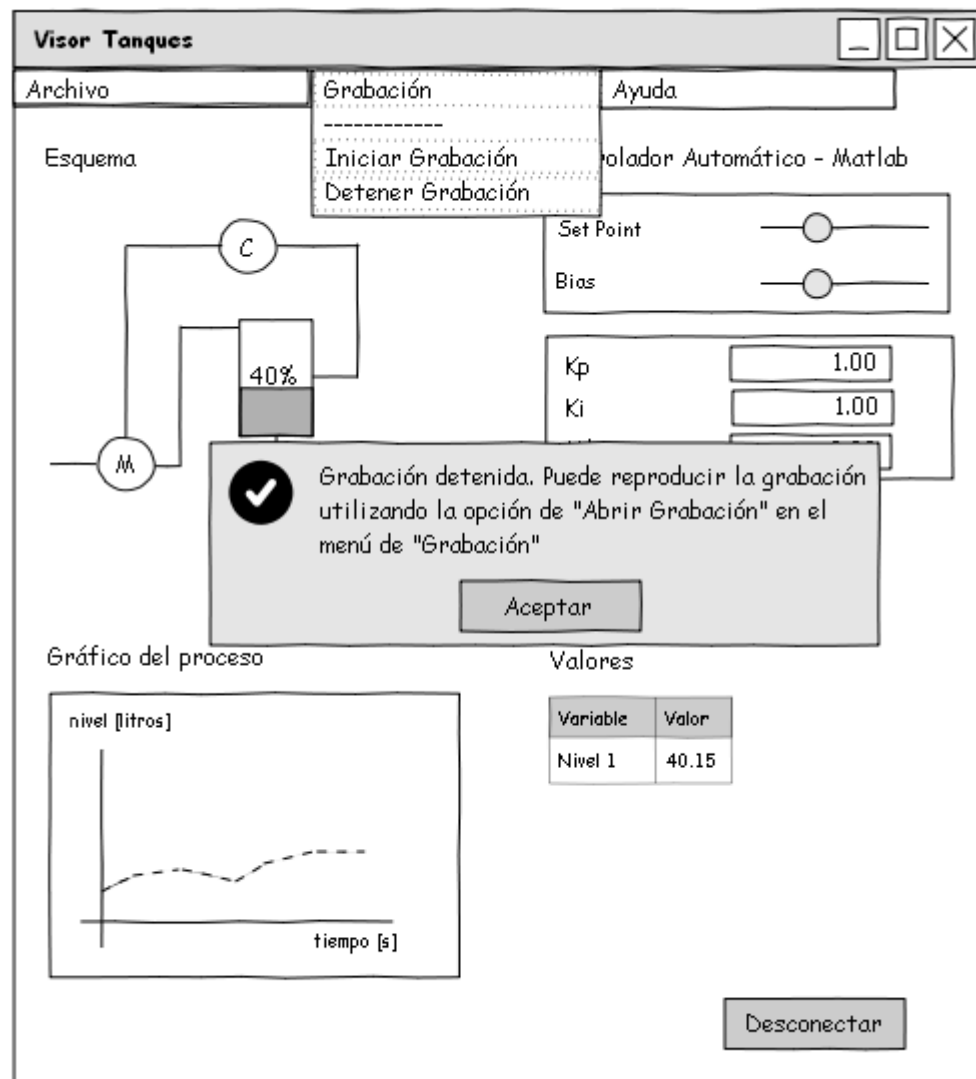 Visor Tanques
Archivo
Grabación
Ayuda
------------
Iniciar Grabación
Detener Grabación
Esquema
rolador Automático - Matlab
Set Point
Bias
C
40%
M
Kp 1.00
Ki 1.00
Grabación detenida. Puede reproducir la grabación
utilizando la opción de "Abrir Grabación" en el
menú de "Grabación"
Aceptar
Gráfico del proceso
nivel [litros]
tiempo [s]
Valores
Variable Valor
Nivel 1 40.15
Desconectar